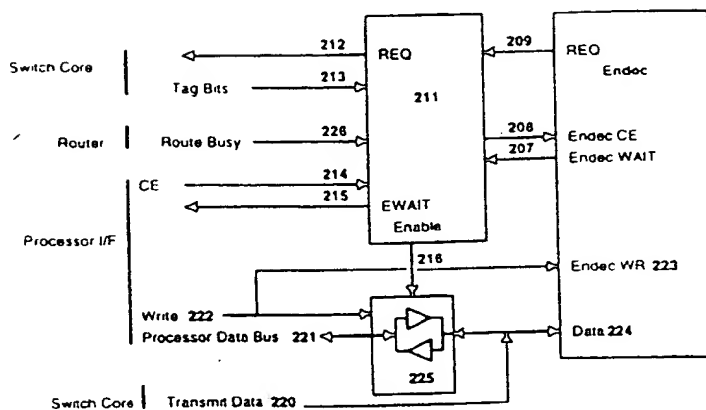 212
209
REQ
REQ
Switch Core
213
Endec
Tag Bits
211
226
208
Router
Route Busy
Endec CE
207
Endec WAIT
214
CE
215
EWAIT
Enable
Processor I/F
216
Endec WR 223
Write 222
Processor Data Bus 221
Data 224
225
Switch Core
Transmit Data 220